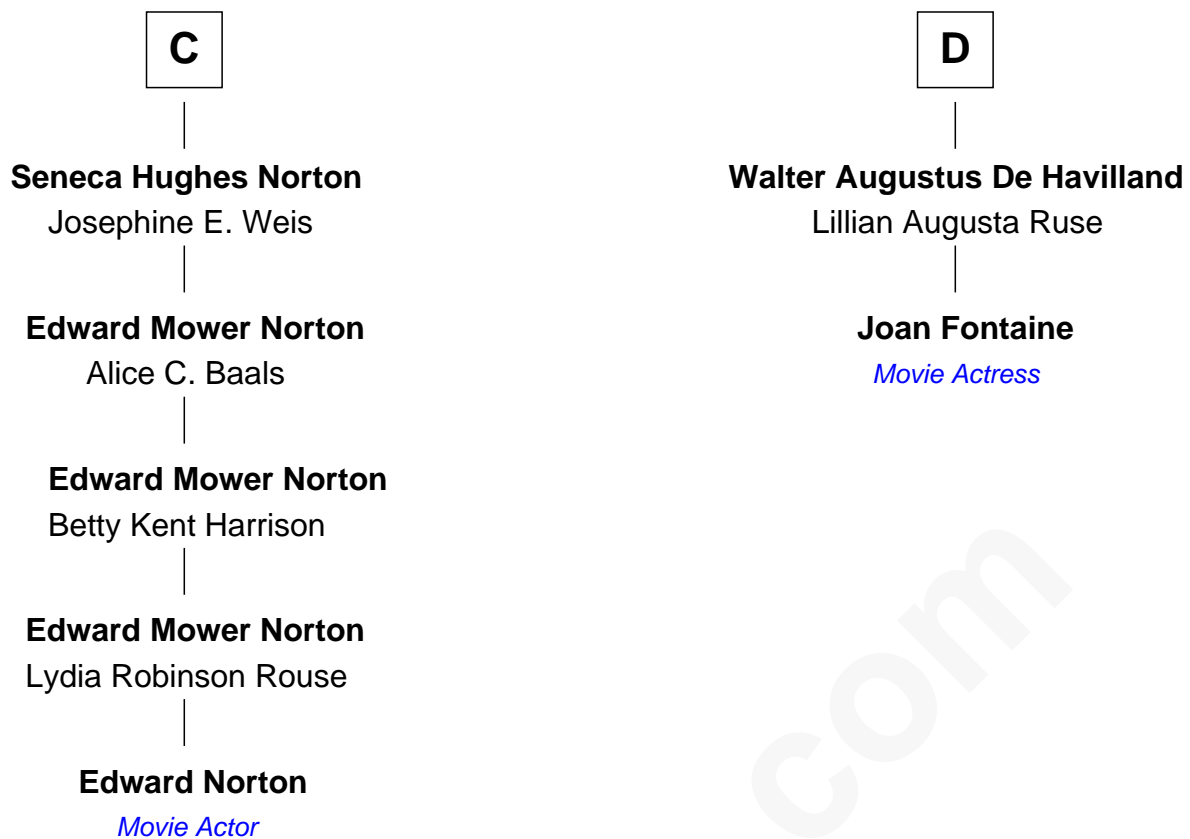 C
Seneca Hughes Norton
Josephine E. Weis
Edward Mower Norton
Alice C. Baals
Edward Mower Norton
Betty Kent Harrison
Edward Mower Norton
Lydia Robinson Rouse
Edward Norton
Movie Actor
D
Walter Augustus De Havilland
Lillian Augusta Ruse
Joan Fontaine
Movie Actress
com